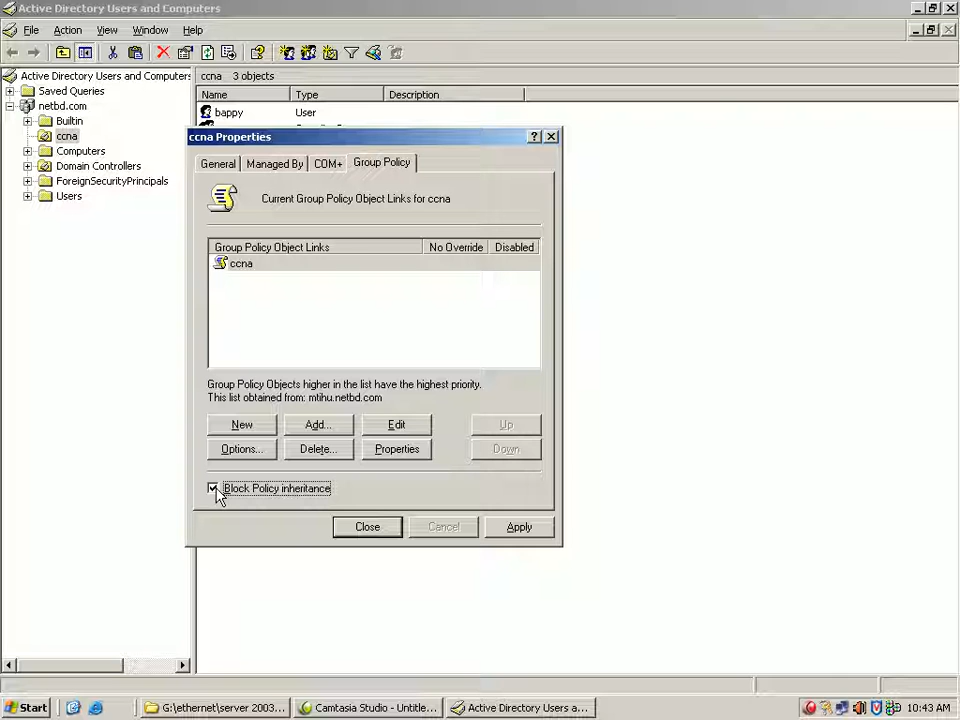 Active Directory Users and Computers
File Action View Window Help
Active Directory Users and Computers
Saved Queries
netbd.com
Builtin
ccna
Computers
Domain Controllers
ForeignSecurityPrincipals
Users
ccna 3 objects
Name Type Description
bappy User
ccna Properties
General Managed By COM+ Group Policy
Current Group Policy Object Links for ccna
Group Policy Object Links No Override Disabled
ccna
Group Policy Objects higher in the list have the highest priority.
This list obtained from: mtihu.netbd.com
New Add... Edit Up
Options... Delete... Properties Down
Block Policy inheritance
Close Cancel Apply
Start G:\ethernet\server 2003... Camtasia Studio - Untitle... Active Directory Users a... 10:43 AM